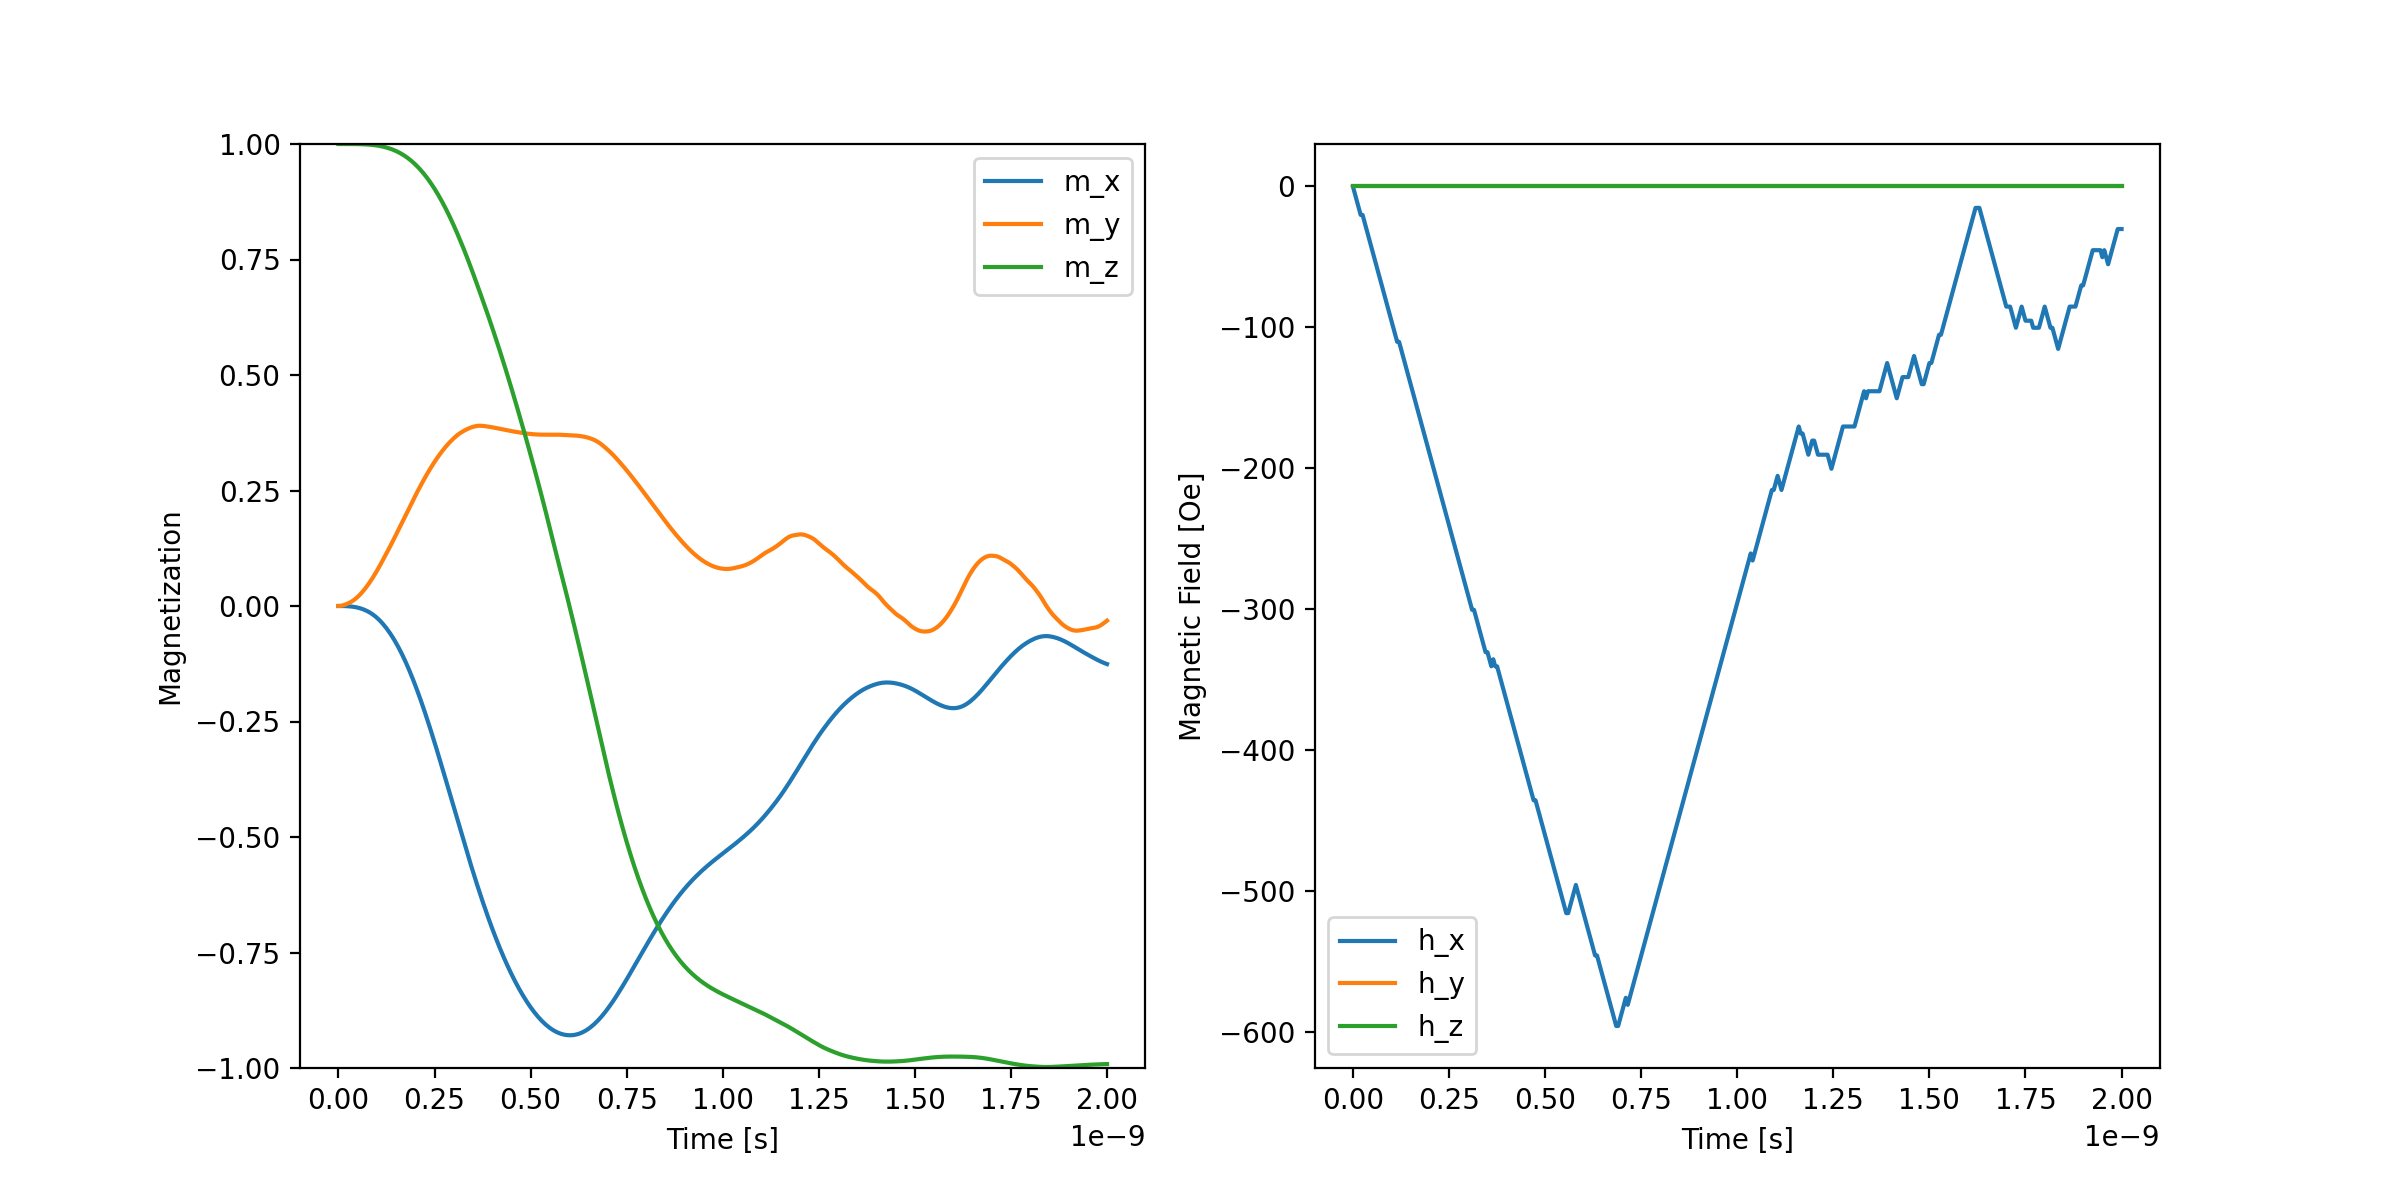 1.00
0.75
0.50
0.25
0.00
−0.25
−0.50
−0.75
−1.00
Magnetization
m_x
m_y
m_z
0.00 0.25 0.50 0.75 1.00 1.25 1.50 1.75 2.00
Time [s]
1e−9
0
−100
−200
−300
−400
−500
−600
Magnetic Field [Oe]
h_x
h_y
h_z
0.00 0.25 0.50 0.75 1.00 1.25 1.50 1.75 2.00
Time [s]
1e−9